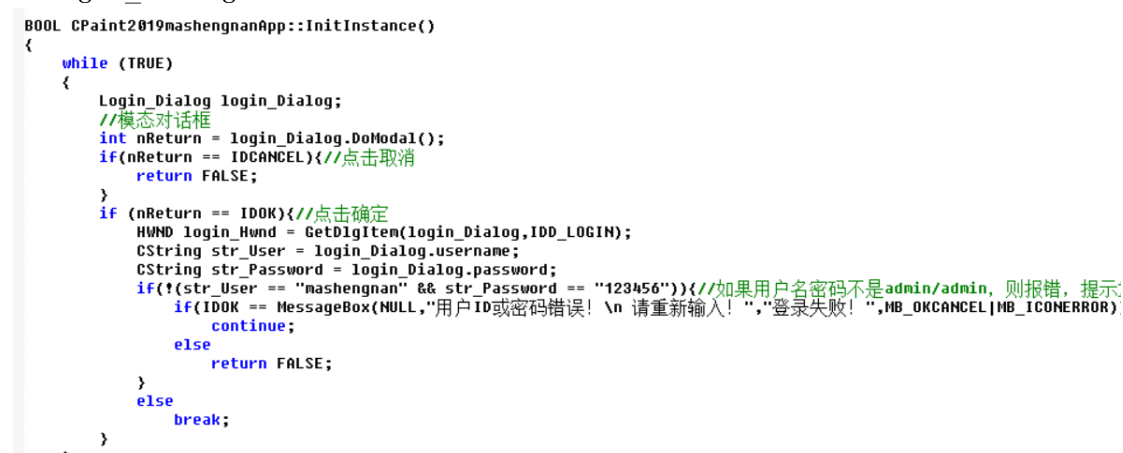 BOOL CPaint2019mashengnanApp::InitInstance()
{
while (TRUE)
{
Login_Dialog login_Dialog;
//模态对话框
int nReturn = login_Dialog.DoModal();
if(nReturn == IDCANCEL){//点击取消
return FALSE;
}
if (nReturn == IDOK){//点击确定
HWND login_Hwnd = GetDlgItem(login_Dialog,IDD_LOGIN);
CString str_User = login_Dialog.username;
CString str_Password = login_Dialog.password;
if(!(str_User == "mashengnan" && str_Password == "123456")){//如果用户名密码不是admin/admin，则报错，提示
if(IDOK == MessageBox(NULL,"用户ID或密码错误！\n 请重新输入！","登录失败！",MB_OKCANCEL|MB_ICONERROR)
continue;
else
return FALSE;
}
else
break;
}